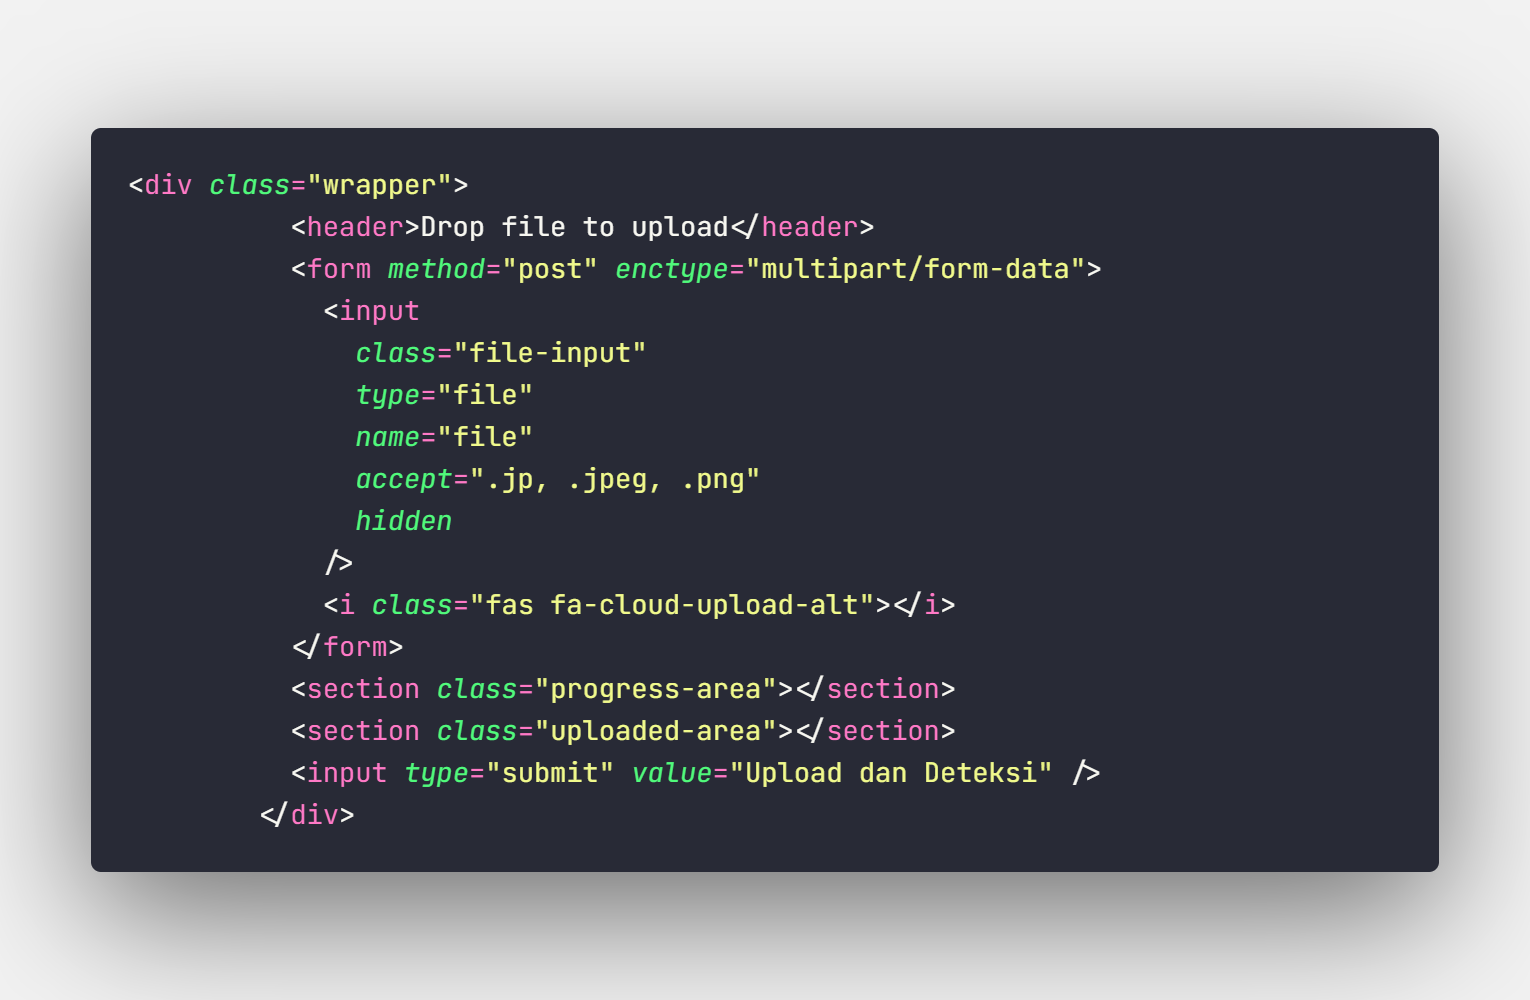 <div class="wrapper">
<header>Drop file to upload</header>
<form method="post" enctype="multipart/form-data">
<input
class="file-input"
type="file"
name="file"
accept=".jp, .jpeg, .png"
hidden
/>
<i class="fas fa-cloud-upload-alt"></i>
</form>
<section class="progress-area"></section>
<section class="uploaded-area"></section>
<input type="submit" value="Upload dan Deteksi" />
</div>